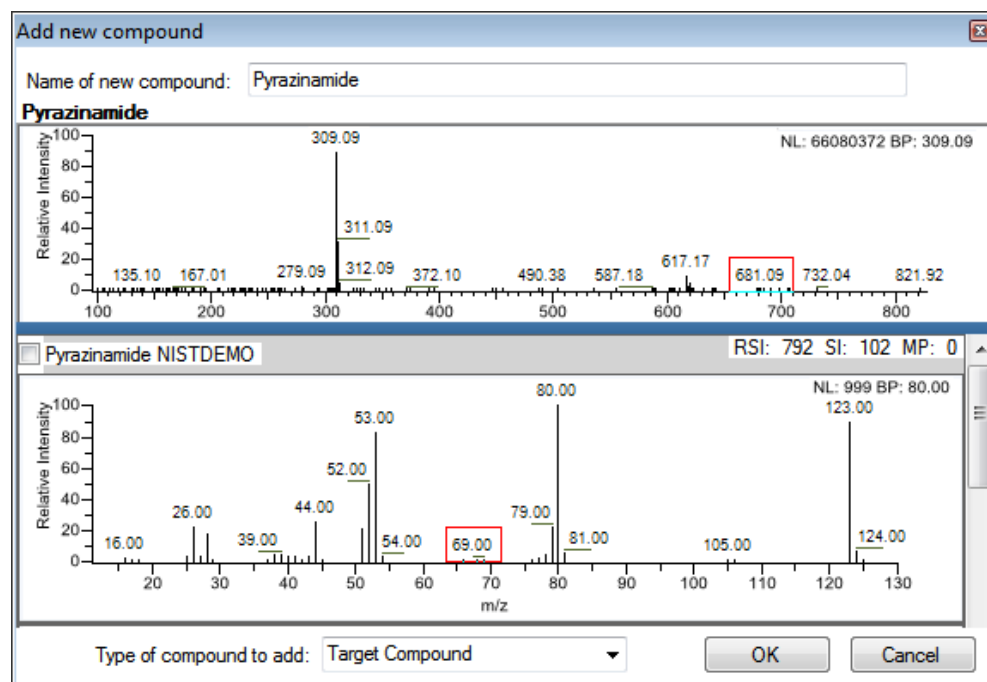 Add new compound
Name of new compound: Pyrazinamide
Pyrazinamide
NL: 66080372 BP: 309.09
Relative Intensity
100
80
60
40
20
0
309.09
311.09
312.09
135.10 167.01 279.09 372.10 490.38 587.18 617.17 681.09 732.04 821.92
100 200 300 400 500 600 700 800
Pyrazinamide NISTDEMO RSI: 792 SI: 102 MP: 0
NL: 999 BP: 80.00
Relative Intensity
100
80
60
40
20
0
80.00
123.00
53.00
52.00
26.00 44.00 79.00
16.00 39.00 54.00 69.00 81.00 105.00 124.00
20 30 40 50 60 70 80 90 100 110 120 130
m/z
Type of compound to add: Target Compound OK Cancel